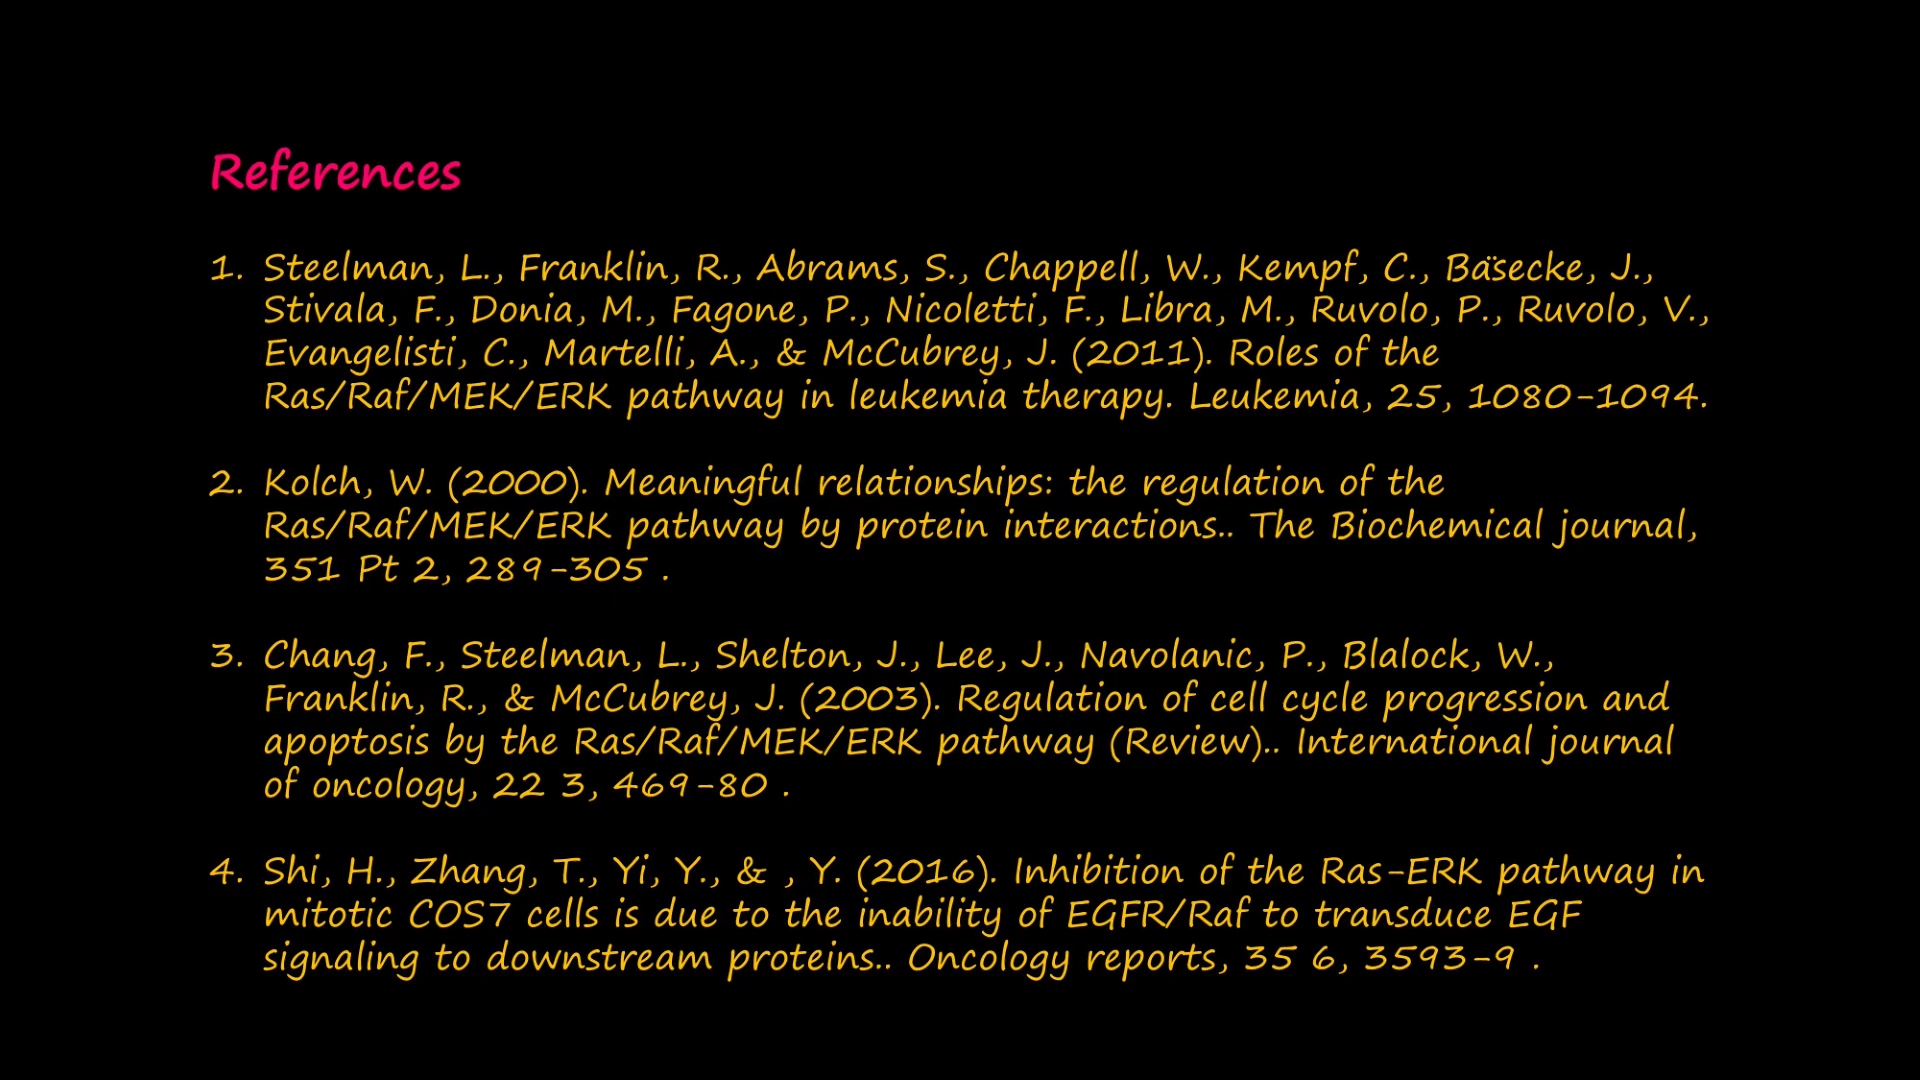 References
1. Steelman, L., Franklin, R., Abrams, S., Chappell, W., Kempf, C., Bäsecke, J.,
Stivala, F., Donia, M., Fagone, P., Nicoletti, F., Libra, M., Ruvolo, P., Ruvolo, V.,
Evangelisti, C., Martelli, A., & McCubrey, J. (2011). Roles of the
Ras/Raf/MEK/ERK pathway in leukemia therapy. Leukemia, 25, 1080-1094.
2. Kolch, W. (2000). Meaningful relationships: the regulation of the
Ras/Raf/MEK/ERK pathway by protein interactions.. The Biochemical journal,
351 Pt 2, 289-305 .
3. Chang, F., Steelman, L., Shelton, J., Lee, J., Navolanic, P., Blalock, W.,
Franklin, R., & McCubrey, J. (2003). Regulation of cell cycle progression and
apoptosis by the Ras/Raf/MEK/ERK pathway (Review).. International journal
of oncology, 22 3, 469-80 .
4. Shi, H., Zhang, T., Yi, Y., & , Y. (2016). Inhibition of the Ras-ERK pathway in
mitotic COS7 cells is due to the inability of EGFR/Raf to transduce EGF
signaling to downstream proteins.. Oncology reports, 35 6, 3593-9 .